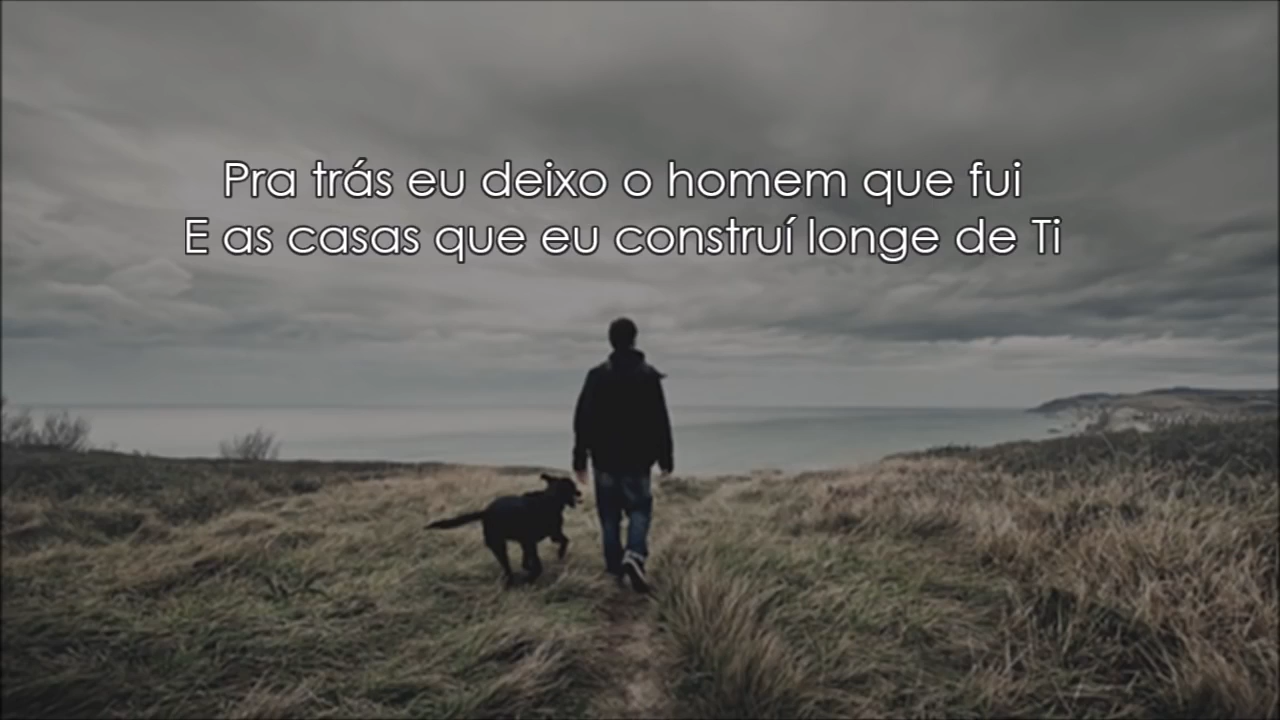 Pra trás eu deixo o homem que fui
E as casas que eu construí longe de Ti